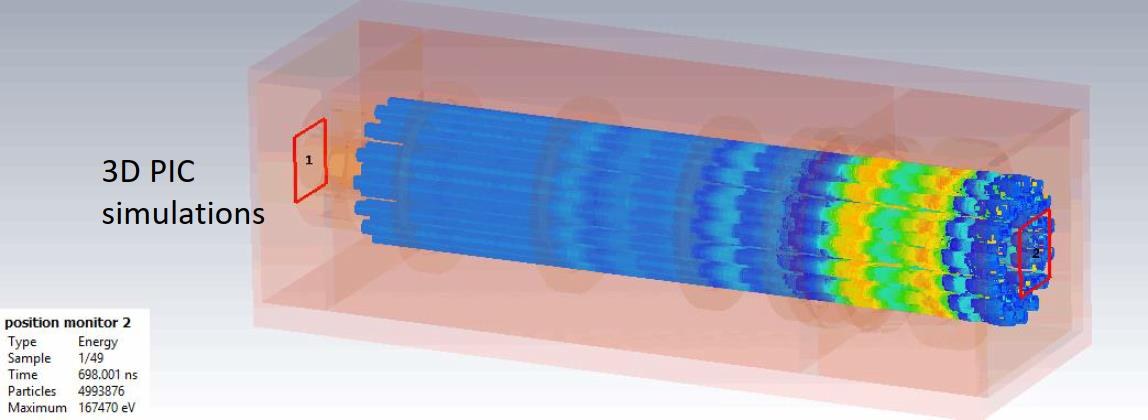 1
3D PIC
simulations
2
position monitor 2
Type Energy
Sample 1/49
Time 698.001 ns
Particles 4993876
Maximum 167470 eV